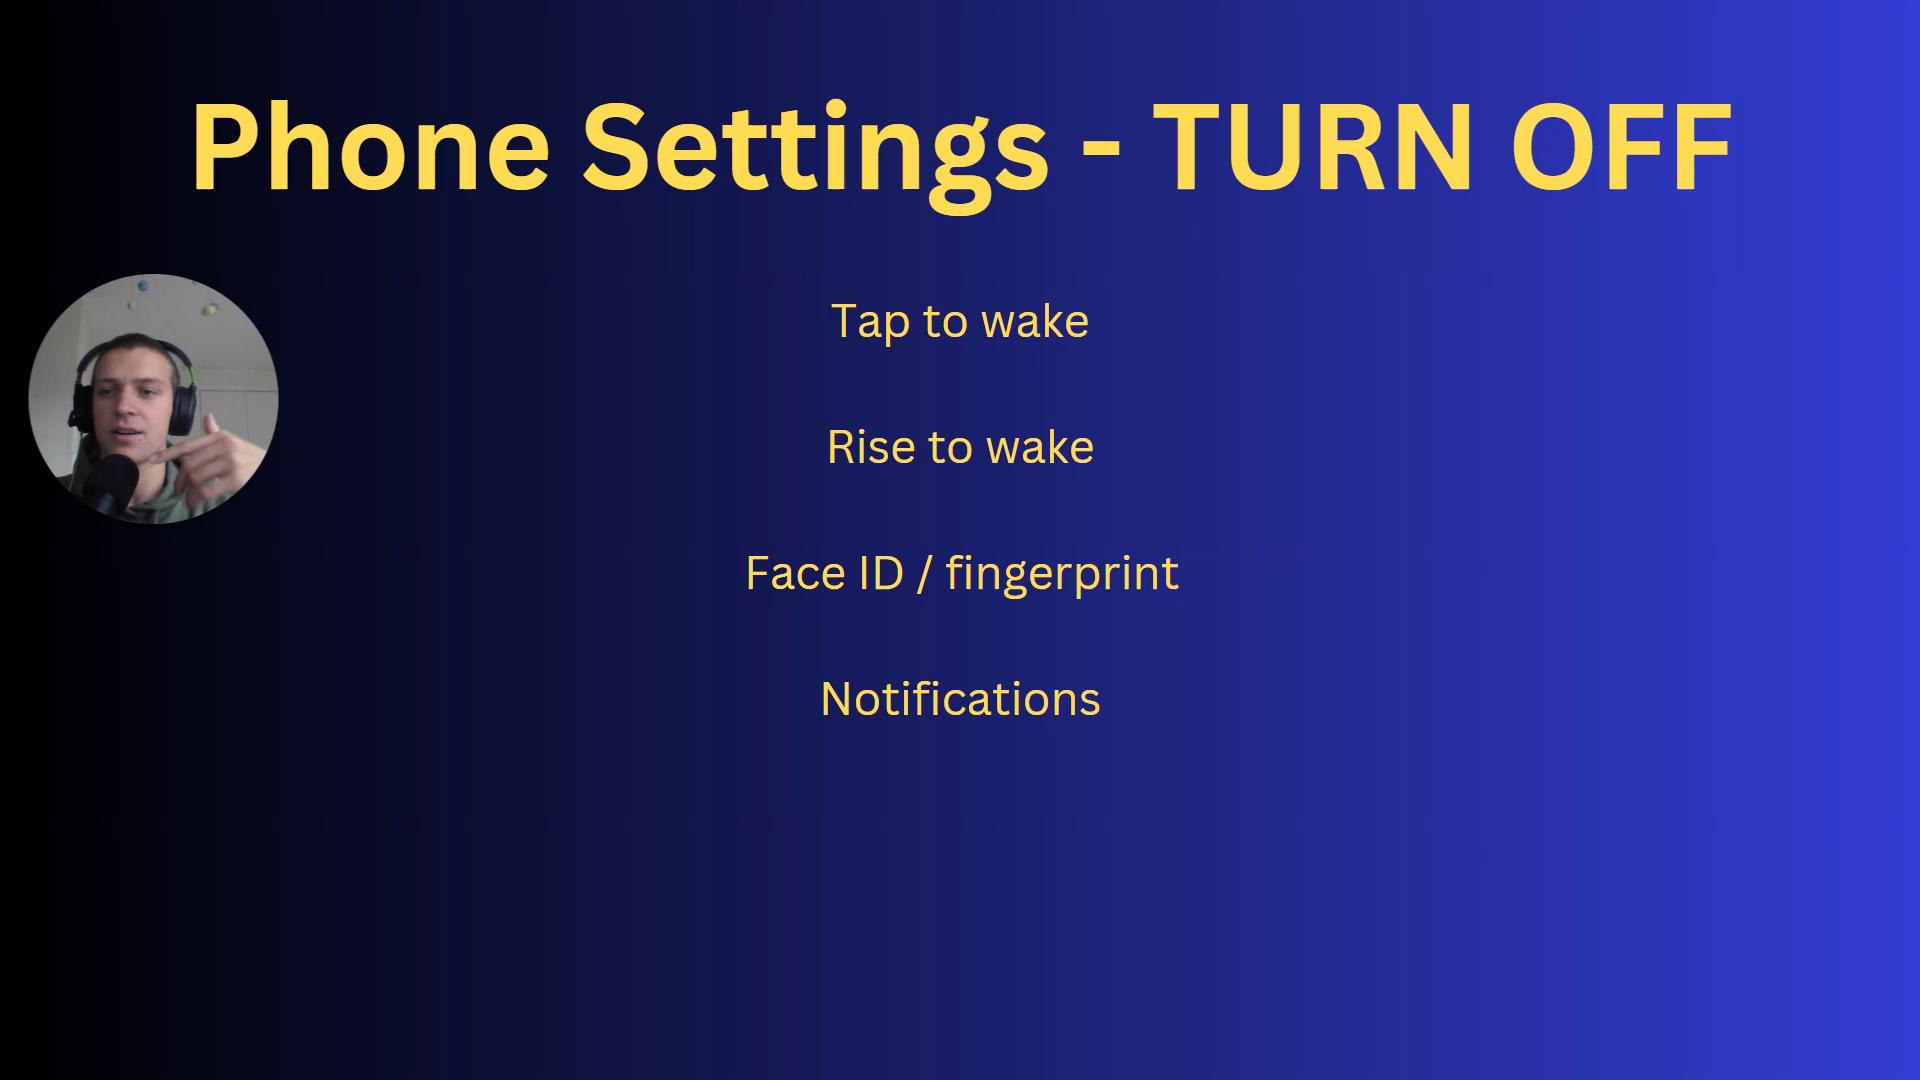 Phone Settings - TURN OFF
Tap to wake
Rise to wake
Face ID / fingerprint
Notifications